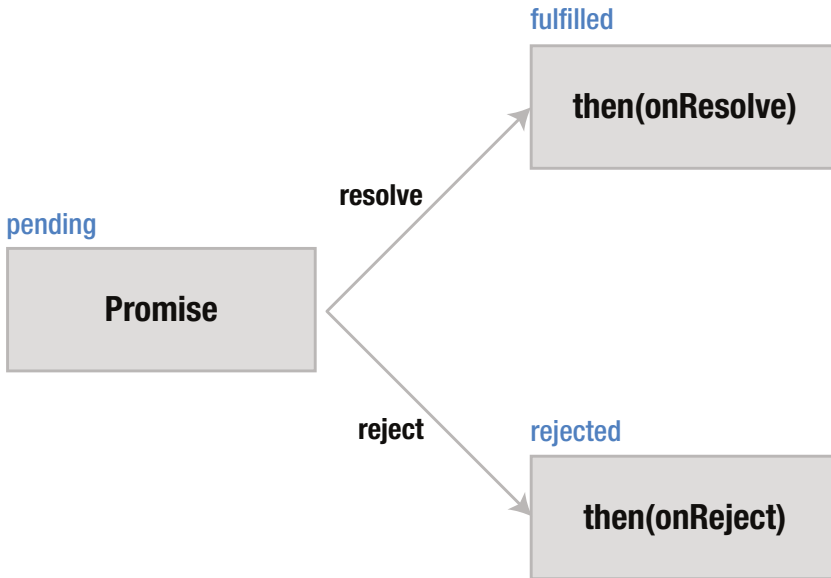 fulfilled
then(onResolve)
resolve
pending
Promise
reject
rejected
then(onReject)